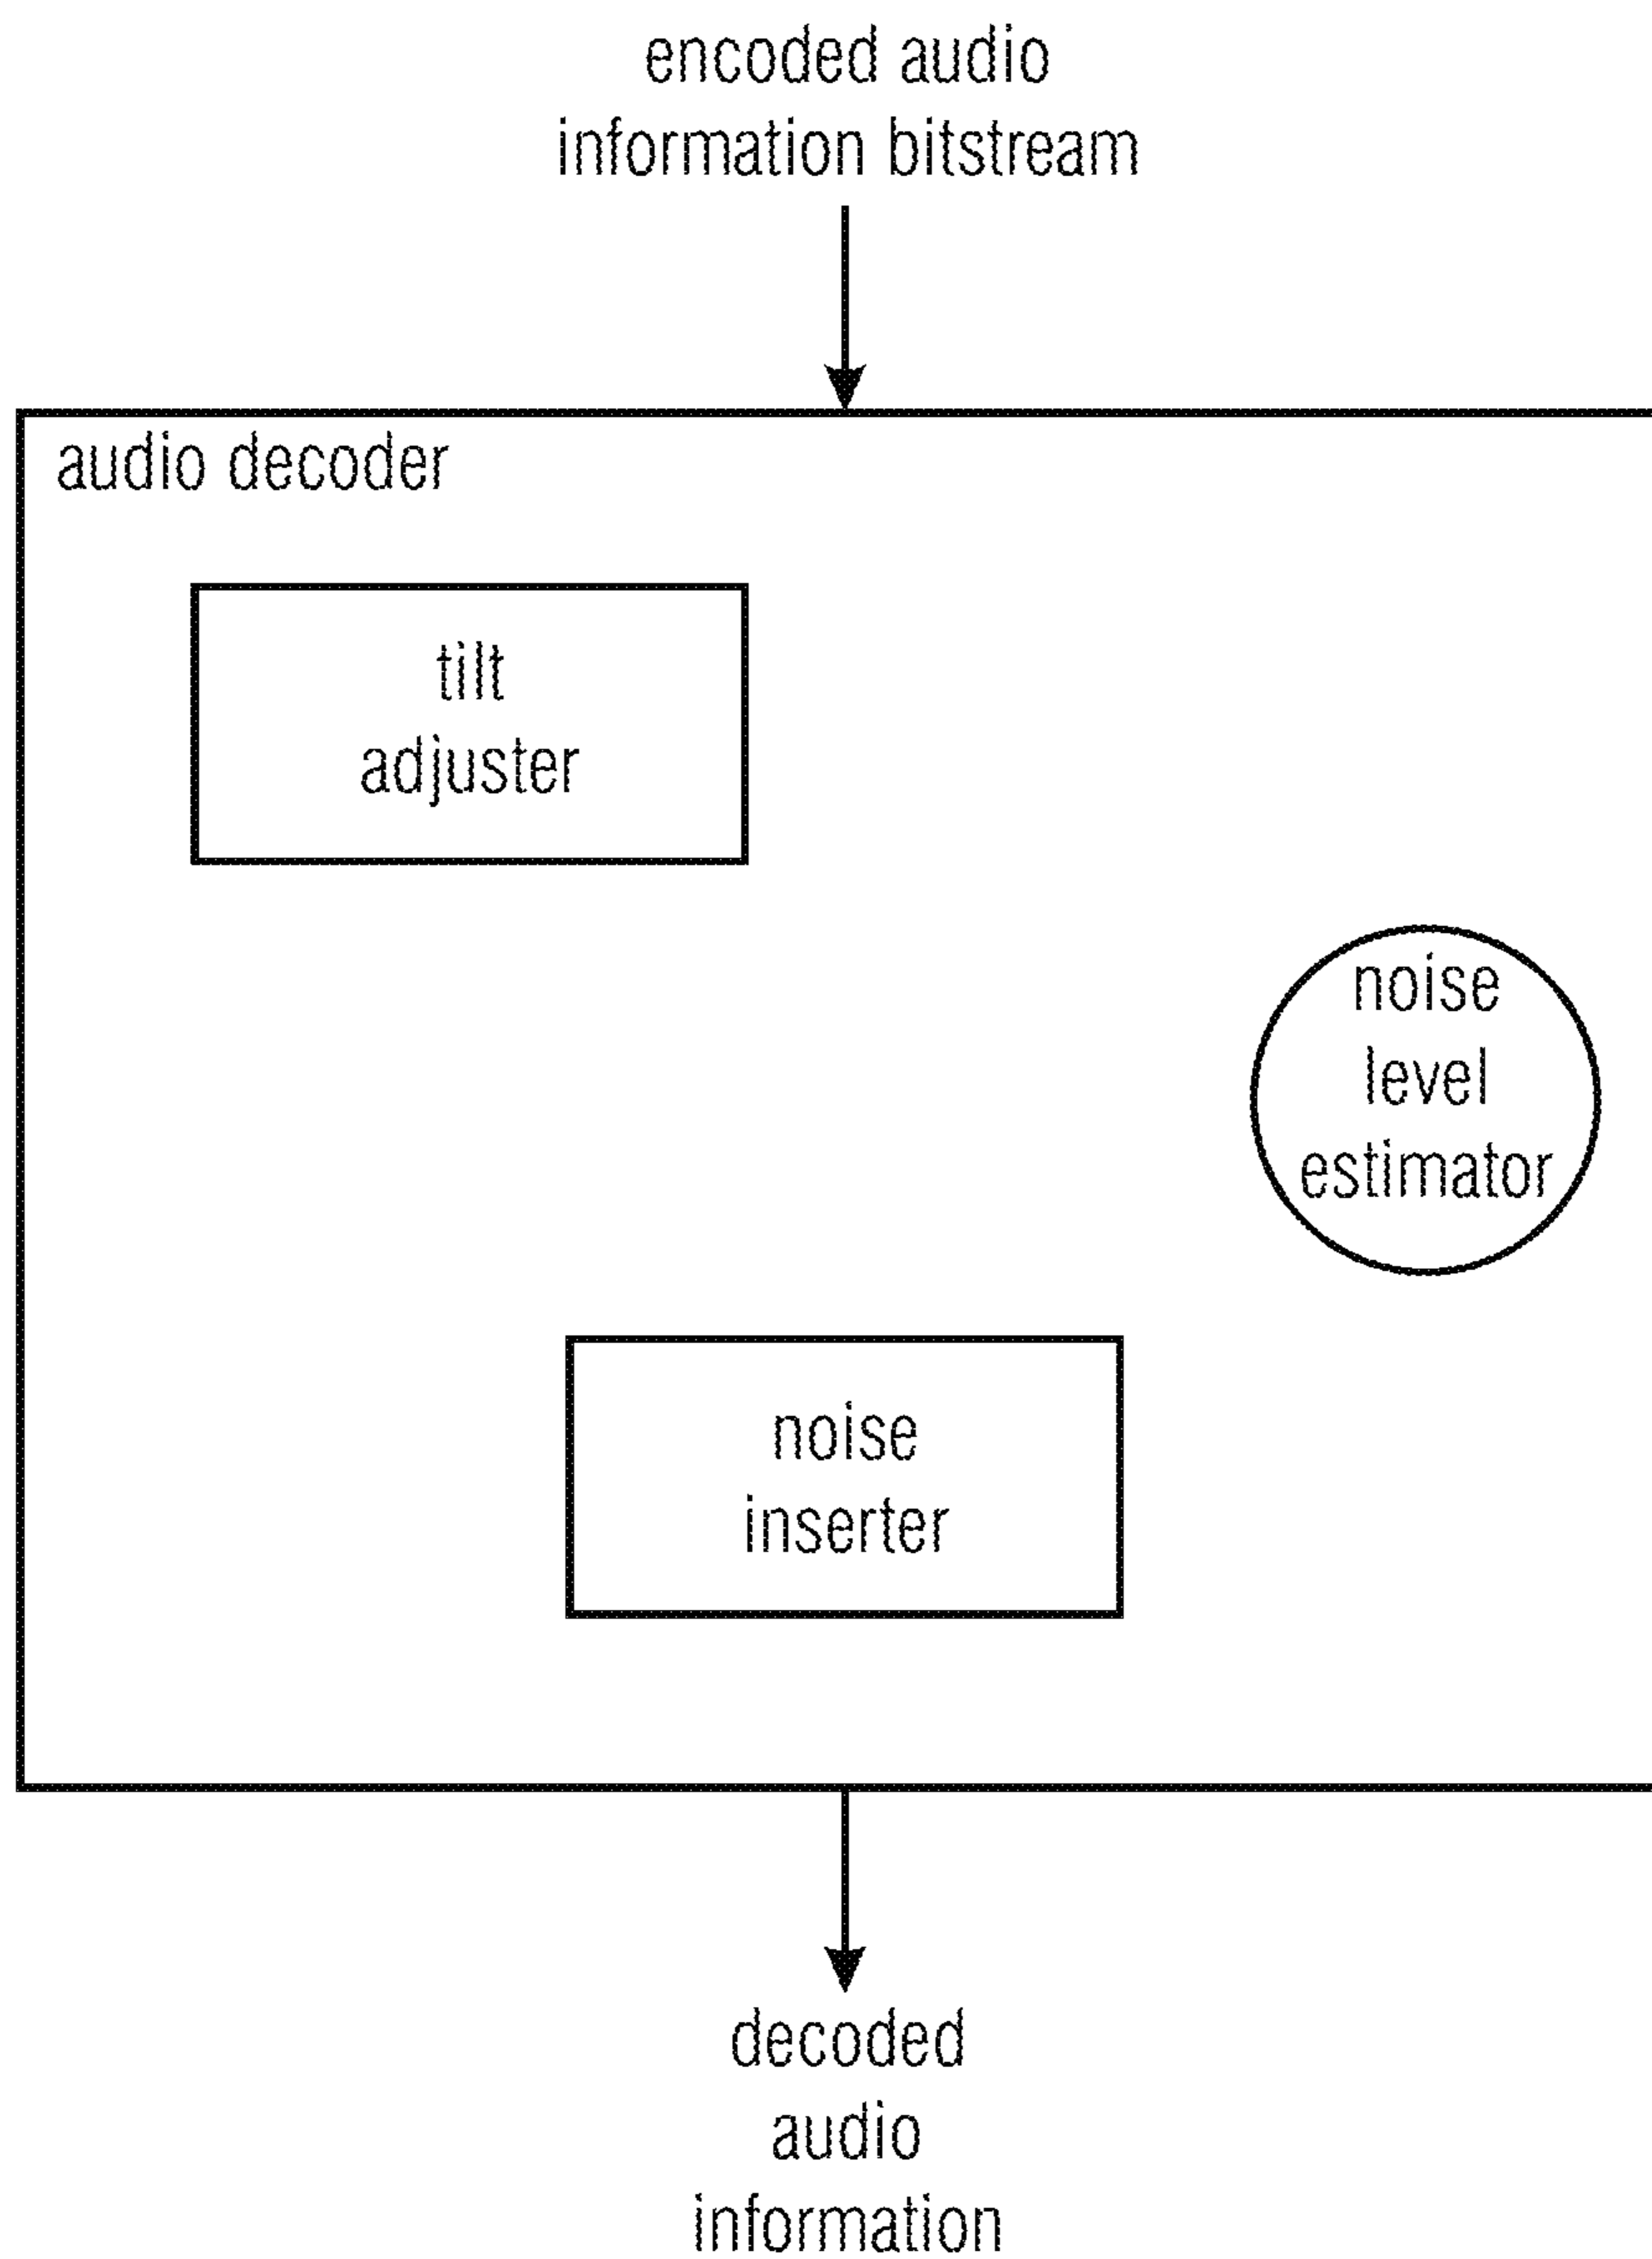 encoded audio
information bitstream
audio decoder
tilt
adjuster
noise
level
estimator
noise
inserter
decoded
audio
information